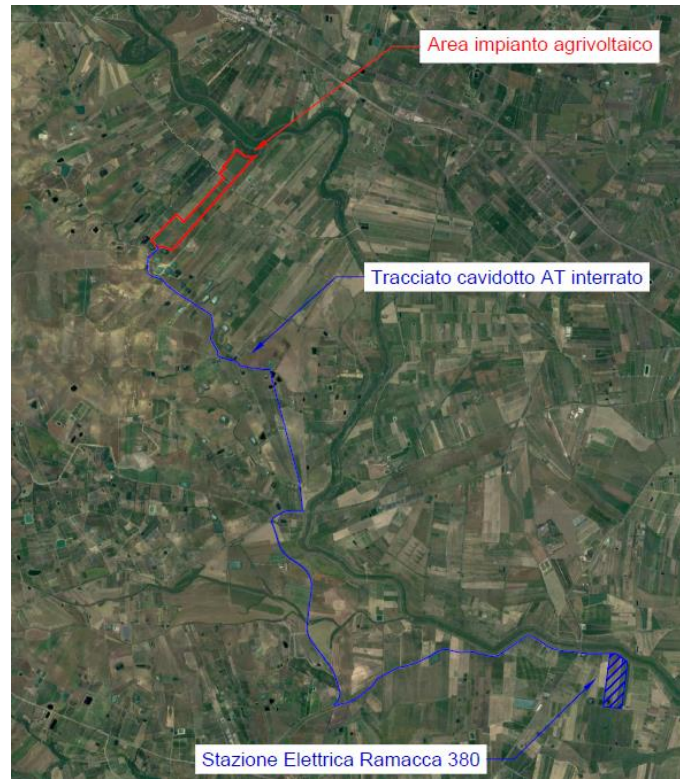 Area impianto agrivoltaico
Tracciato cavidotto AT interrato
Stazione Elettrica Ramacca 380